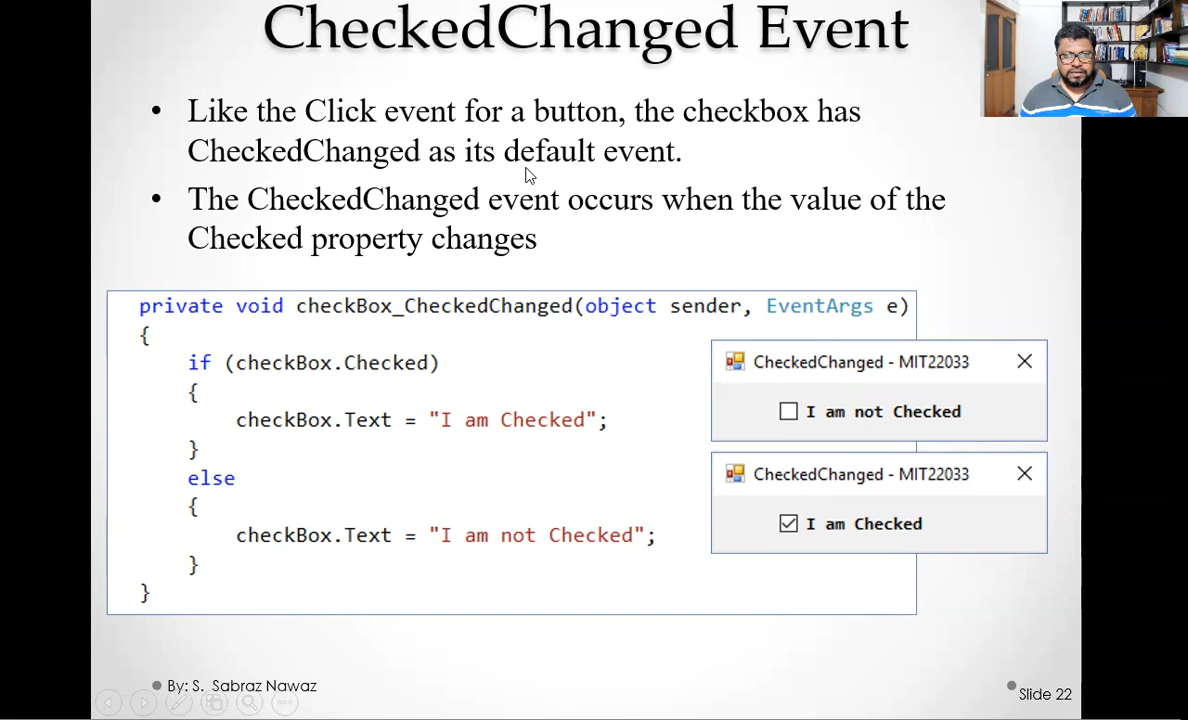 CheckedChanged Event
• Like the Click event for a button, the checkbox has
CheckedChanged as its default event.
• The CheckedChanged event occurs when the value of the
Checked property changes
private void checkBox_CheckedChanged(object sender, EventArgs e)
{
if (checkBox.Checked)
{
checkBox.Text = "I am Checked";
}
else
{
checkBox.Text = "I am not Checked";
}
}
CheckedChanged - MIT22033
I am not Checked
CheckedChanged - MIT22033
I am Checked
By: S. Sabraz Nawaz
Slide 22